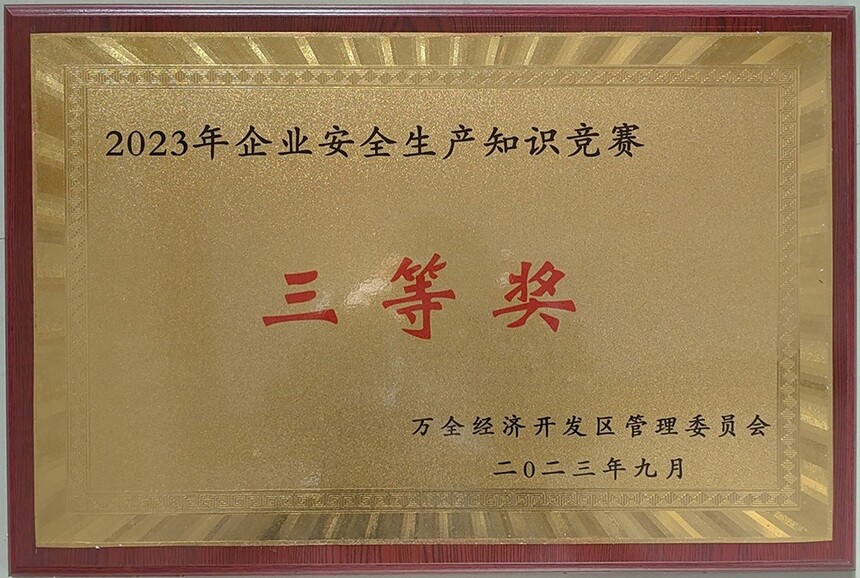 2023年企业安全生产知识竞赛
三等奖
万全经济开发区管理委员会
二0二三年九月